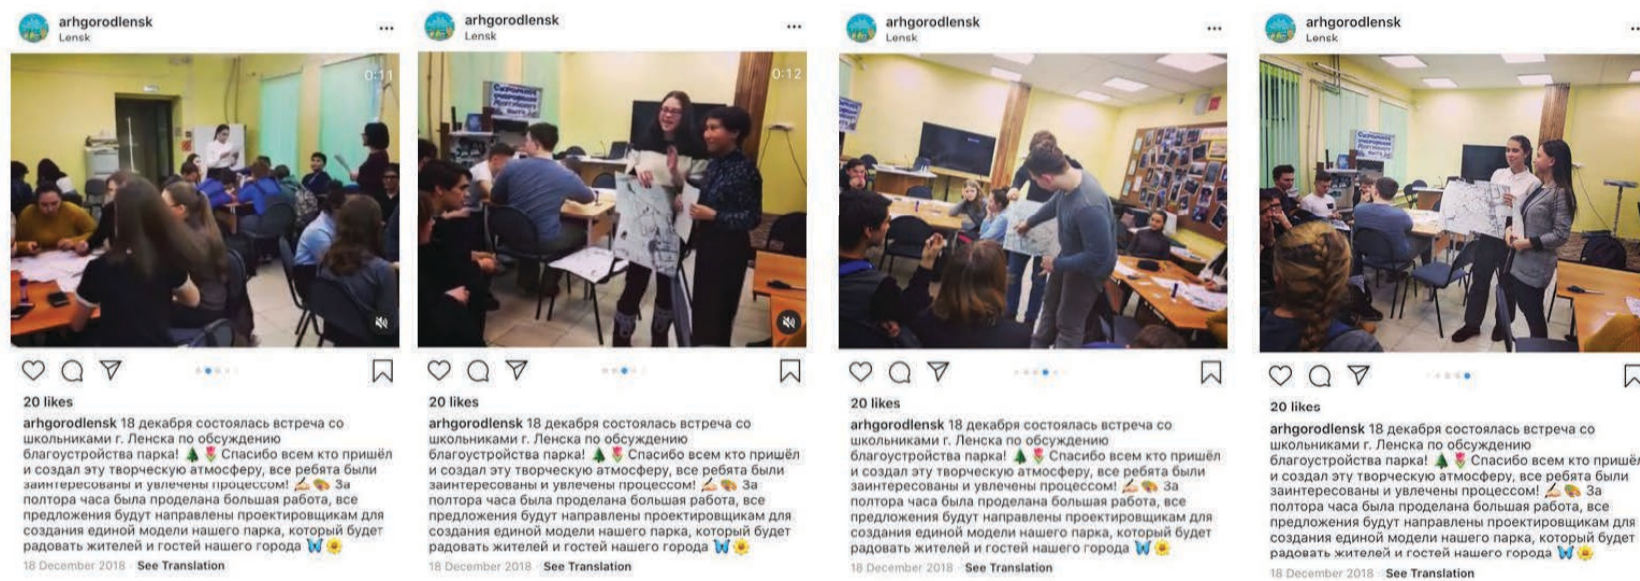 arhgorodlensk
Lensk
0:11
20 likes
arhgorodlensk 18 декабря состоялась встреча со
школьниками г. Ленска по обсуждению
благоустройства парка! 🌲🌷 Спасибо всем кто пришёл
и создал эту творческую атмосферу, все ребята были
заинтересованы и увлечены процессом! ✍🎨 За
полтора часа была проделана большая работа, все
предложения будут направлены проектировщикам для
создания единой модели нашего парка, который будет
радовать жителей и гостей нашего города 🦋🌼
18 December 2018 · See Translation
arhgorodlensk
Lensk
0:12
20 likes
arhgorodlensk 18 декабря состоялась встреча со
школьниками г. Ленска по обсуждению
благоустройства парка! 🌲🌷 Спасибо всем кто пришёл
и создал эту творческую атмосферу, все ребята были
заинтересованы и увлечены процессом! ✍🎨 За
полтора часа была проделана большая работа, все
предложения будут направлены проектировщикам для
создания единой модели нашего парка, который будет
радовать жителей и гостей нашего города 🦋🌼
18 December 2018 · See Translation
arhgorodlensk
Lensk
20 likes
arhgorodlensk 18 декабря состоялась встреча со
школьниками г. Ленска по обсуждению
благоустройства парка! 🌲🌷 Спасибо всем кто пришёл
и создал эту творческую атмосферу, все ребята были
заинтересованы и увлечены процессом! ✍🎨 За
полтора часа была проделана большая работа, все
предложения будут направлены проектировщикам для
создания единой модели нашего парка, который будет
радовать жителей и гостей нашего города 🦋🌼
18 December 2018 · See Translation
arhgorodlensk
Lensk
20 likes
arhgorodlensk 18 декабря состоялась встреча со
школьниками г. Ленска по обсуждению
благоустройства парка! 🌲🌷 Спасибо всем кто пришёл
и создал эту творческую атмосферу, все ребята были
заинтересованы и увлечены процессом! ✍🎨 За
полтора часа была проделана большая работа, все
предложения будут направлены проектировщикам для
создания единой модели нашего парка, который будет
радовать жителей и гостей нашего города 🦋🌼
18 December 2018 · See Translation